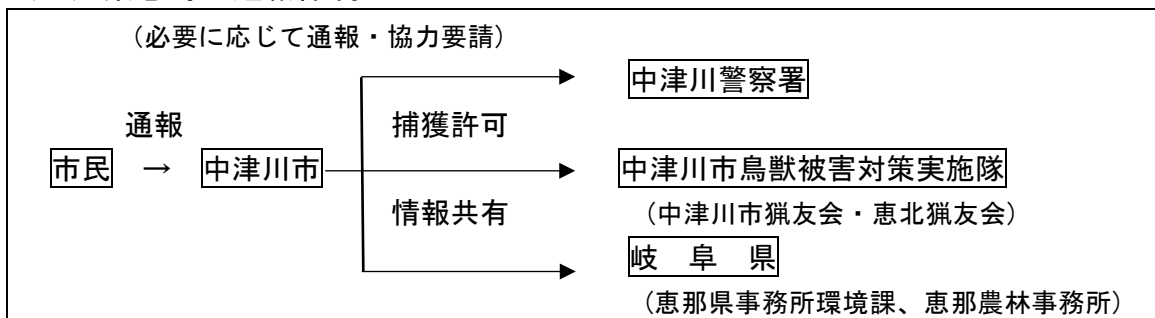 (必要に応じて通報・協力要請)
中津川警察署
通報
捕獲許可
市民 → 中津川市
中津川市鳥獣被害対策実施隊
情報共有
(中津川市猟友会・恵北猟友会)
岐 阜 県
(恵那県事務所環境課、恵那農林事務所)